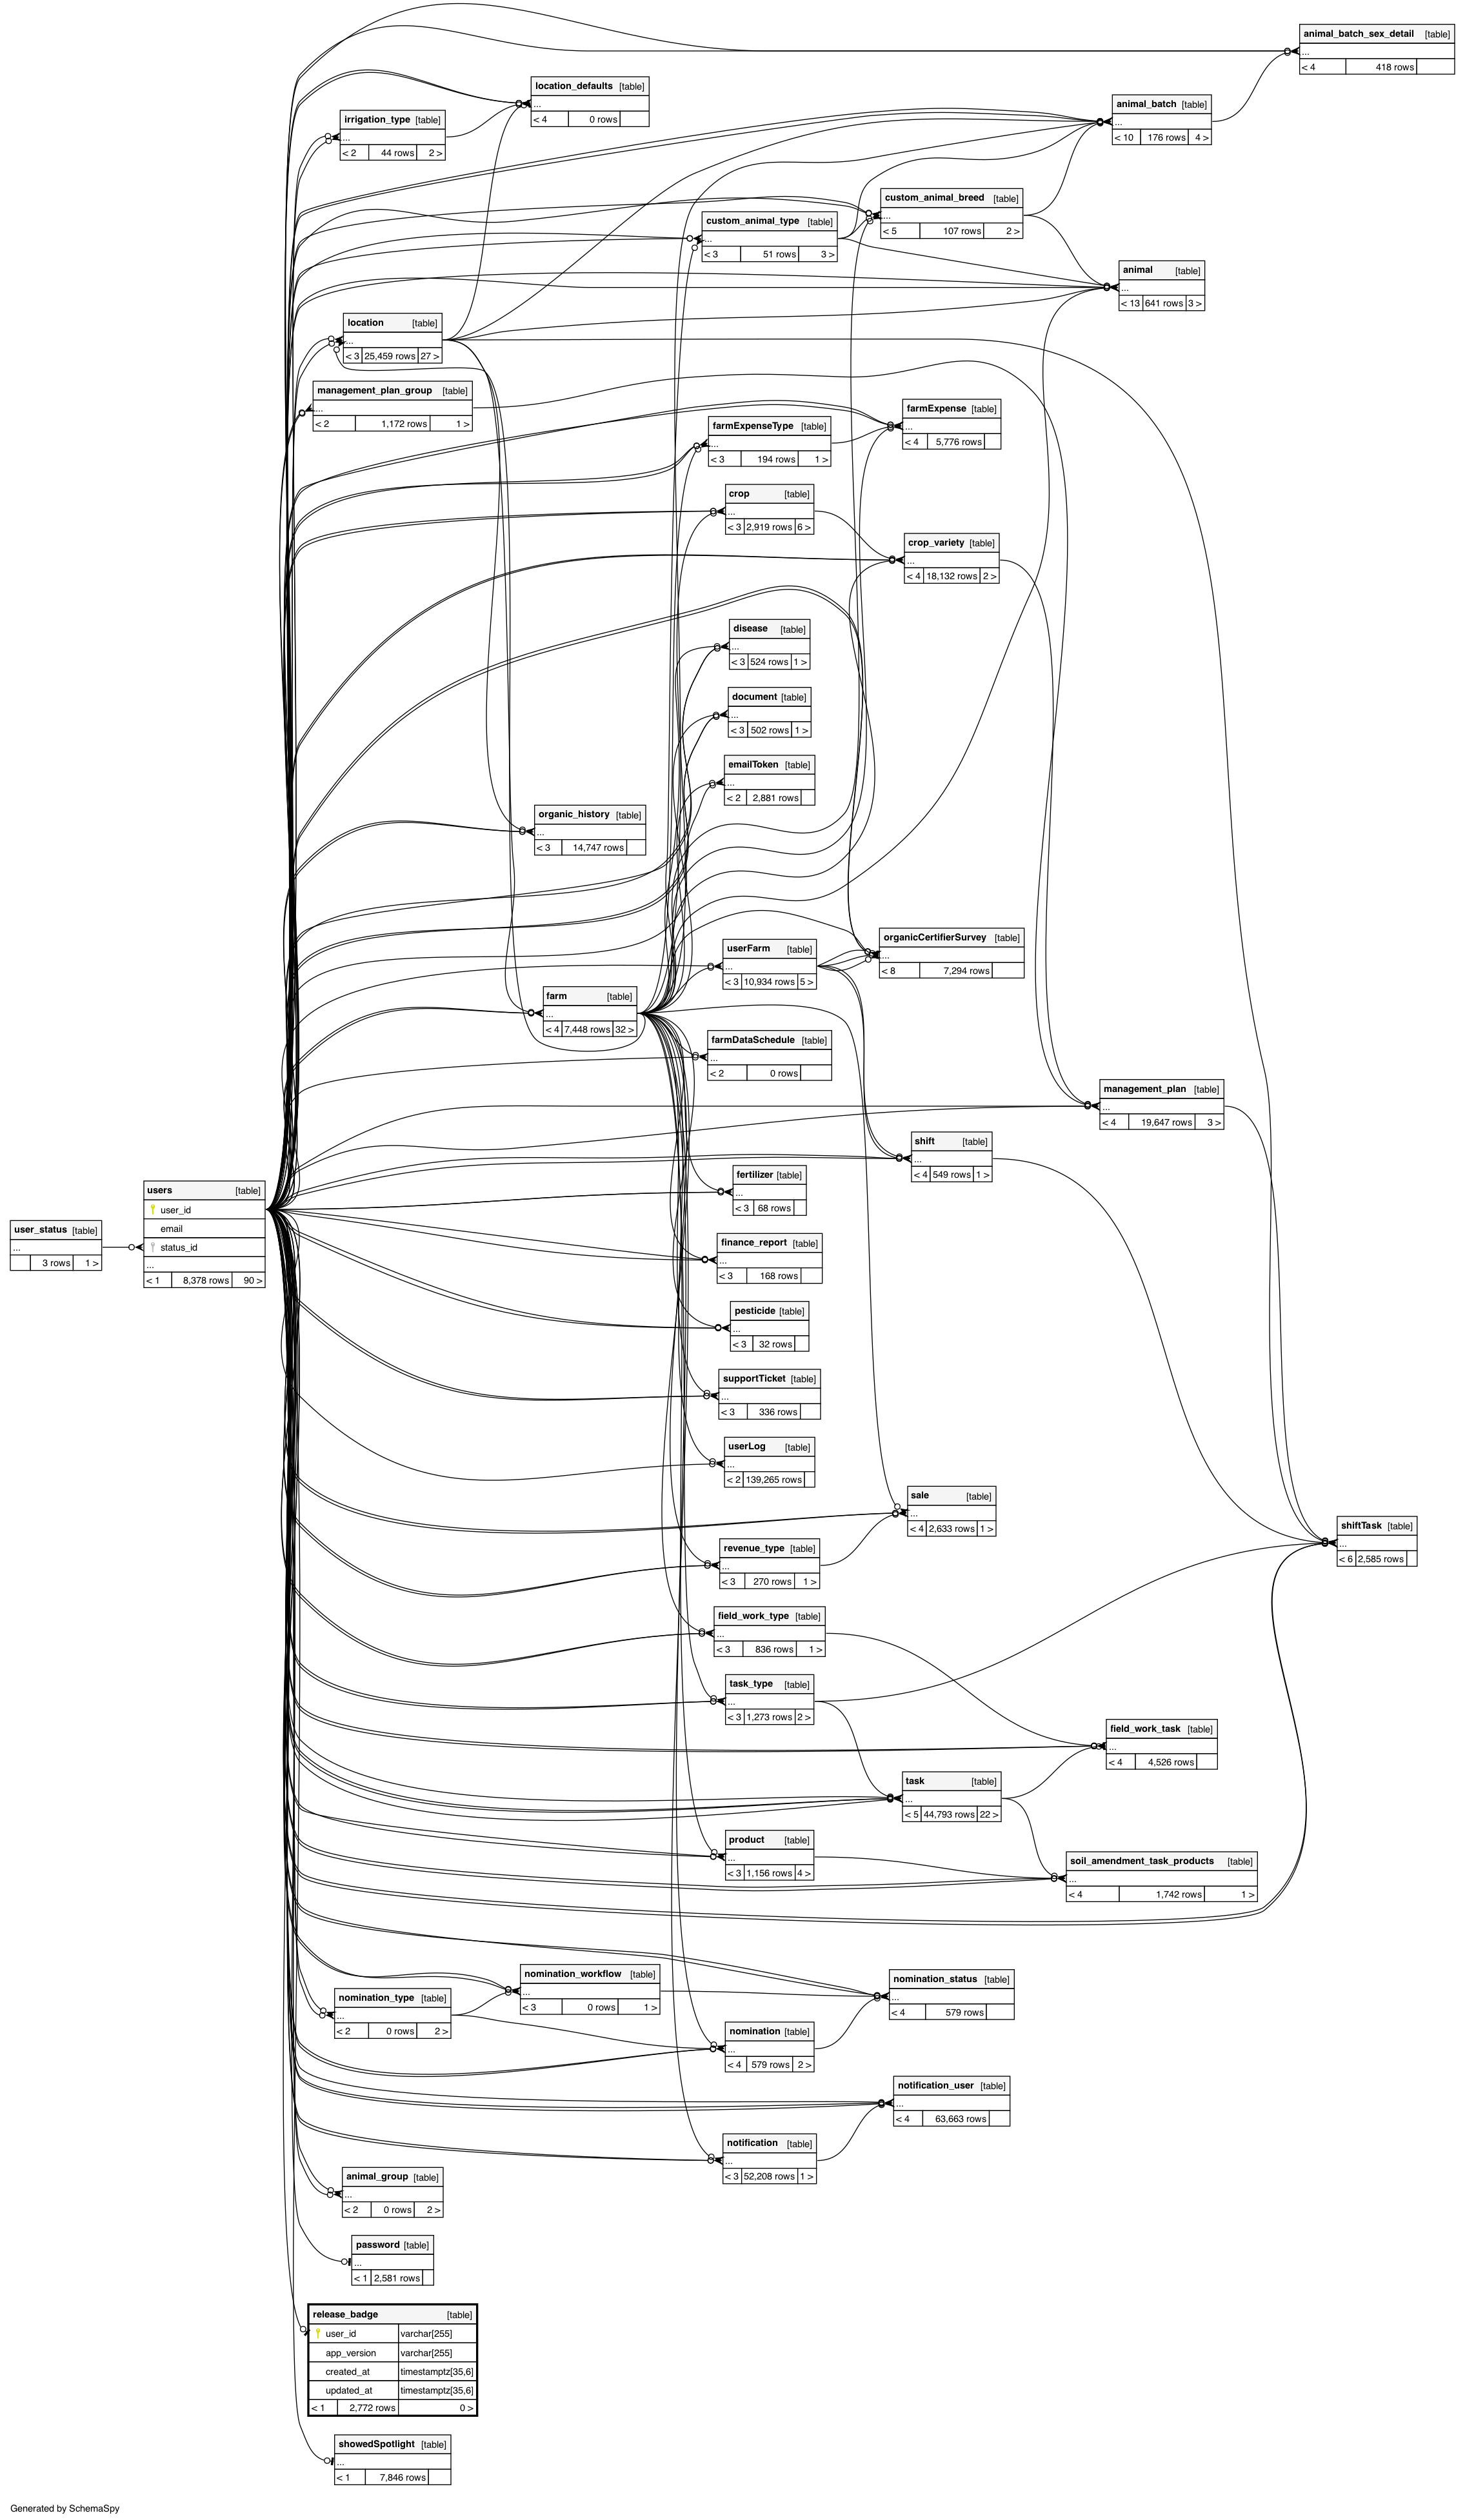 animal_batch_sex_detail [table]
...
< 4 418 rows
location_defaults [table]
...
< 4 0 rows
animal_batch [table]
...
< 10 176 rows 4 >
irrigation_type [table]
...
< 2 44 rows 2 >
custom_animal_breed [table]
...
< 5 107 rows 2 >
custom_animal_type [table]
...
< 3 51 rows 3 >
animal [table]
...
< 13 641 rows 3 >
location [table]
...
< 3 25,459 rows 27 >
management_plan_group [table]
...
< 2 1,172 rows 1 >
farmExpense [table]
...
< 4 5,776 rows
farmExpenseType [table]
...
< 3 194 rows 1 >
crop [table]
...
< 3 2,919 rows 6 >
crop_variety [table]
...
< 4 18,132 rows 2 >
disease [table]
...
< 3 524 rows 1 >
document [table]
...
< 3 502 rows 1 >
emailToken [table]
...
< 2 2,881 rows
organic_history [table]
...
< 3 14,747 rows
organicCertifierSurvey [table]
...
< 8 7,294 rows
userFarm [table]
...
< 3 10,934 rows 5 >
farm [table]
...
< 4 7,448 rows 32 >
farmDataSchedule [table]
...
< 2 0 rows
management_plan [table]
...
< 4 19,647 rows 3 >
shift [table]
...
< 4 549 rows 1 >
fertilizer [table]
...
< 3 68 rows
users [table]
user_id
email
status_id
...
< 1 8,378 rows 90 >
user_status [table]
...
3 rows 1 >
finance_report [table]
...
< 3 168 rows
pesticide [table]
...
< 3 32 rows
supportTicket [table]
...
< 3 336 rows
userLog [table]
...
< 2 139,265 rows
sale [table]
...
< 4 2,633 rows 1 >
shiftTask [table]
...
< 6 2,585 rows
revenue_type [table]
...
< 3 270 rows 1 >
field_work_type [table]
...
< 3 836 rows 1 >
task_type [table]
...
< 3 1,273 rows 2 >
field_work_task [table]
...
< 4 4,526 rows
task [table]
...
< 5 44,793 rows 22 >
product [table]
...
< 3 1,156 rows 4 >
soil_amendment_task_products [table]
...
< 4 1,742 rows 1 >
nomination_workflow [table]
...
< 3 0 rows 1 >
nomination_status [table]
...
< 4 579 rows
nomination_type [table]
...
< 2 0 rows 2 >
nomination [table]
...
< 4 579 rows 2 >
notification_user [table]
...
< 4 63,663 rows
notification [table]
...
< 3 52,208 rows 1 >
animal_group [table]
...
< 2 0 rows 2 >
password [table]
...
< 1 2,581 rows
release_badge [table]
user_id varchar[255]
app_version varchar[255]
created_at timestamptz[35,6]
updated_at timestamptz[35,6]
< 1 2,772 rows 0 >
showedSpotlight [table]
...
< 1 7,846 rows
Generated by SchemaSpy